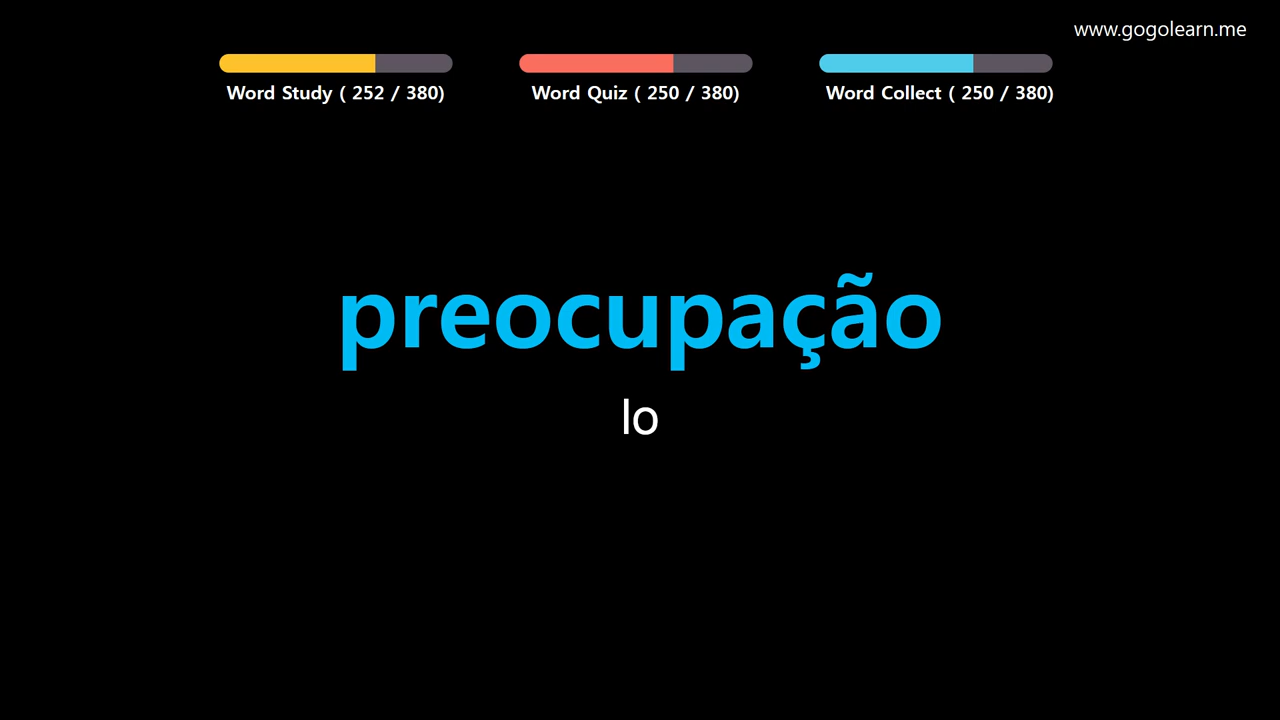 www.gogolearn.me
Word Study ( 252 / 380)
Word Quiz ( 250 / 380)
Word Collect ( 250 / 380)
preocupação
lo